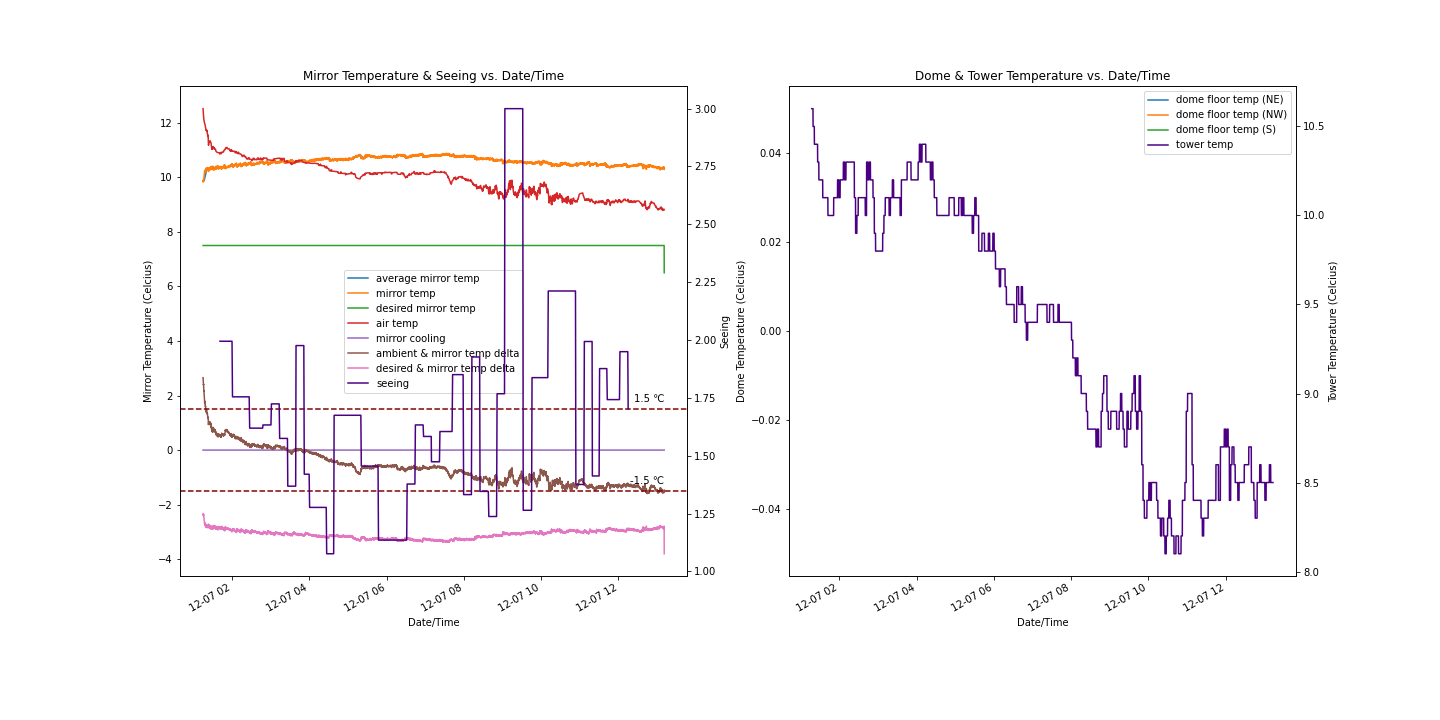 Mirror Temperature & Seeing vs. Date/Time
Mirror Temperature (Celcius)
12
10
8
6
4
2
0
−2
−4
average mirror temp
mirror temp
desired mirror temp
air temp
mirror cooling
ambient & mirror temp delta
desired & mirror temp delta
seeing
1.5 °C
-1.5 °C
3.00
2.75
2.50
2.25
2.00
1.75
1.50
1.25
1.00
Seeing
12-07 02
12-07 04
12-07 06
12-07 08
12-07 10
12-07 12
Date/Time
Dome & Tower Temperature vs. Date/Time
Dome Temperature (Celcius)
0.04
0.02
0.00
−0.02
−0.04
dome floor temp (NE)
dome floor temp (NW)
dome floor temp (S)
tower temp
10.5
10.0
9.5
9.0
8.5
8.0
Tower Temperature (Celcius)
12-07 02
12-07 04
12-07 06
12-07 08
12-07 10
12-07 12
Date/Time